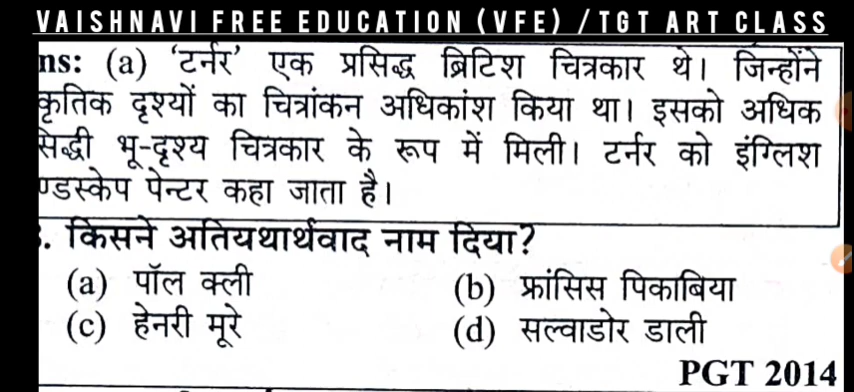 VAISHNAVI FREE EDUCATION (VFE) / TGT ART CLASS
ns: (a) ‘टर्नर’ एक प्रसिद्ध ब्रिटिश चित्रकार थे। जिन्होंने
कृतिक दृश्यों का चित्रांकन अधिकांश किया था। इसको अधिक
सिद्धी भू-दृश्य चित्रकार के रूप में मिली। टर्नर को इंग्लिश
ण्डस्केप पेन्टर कहा जाता है।
. किसने अतियथार्थवाद नाम दिया?
(a) पॉल क्ली (b) फ्रांसिस पिकाबिया
(c) हेनरी मूरे (d) सल्वाडोर डाली
PGT 2014